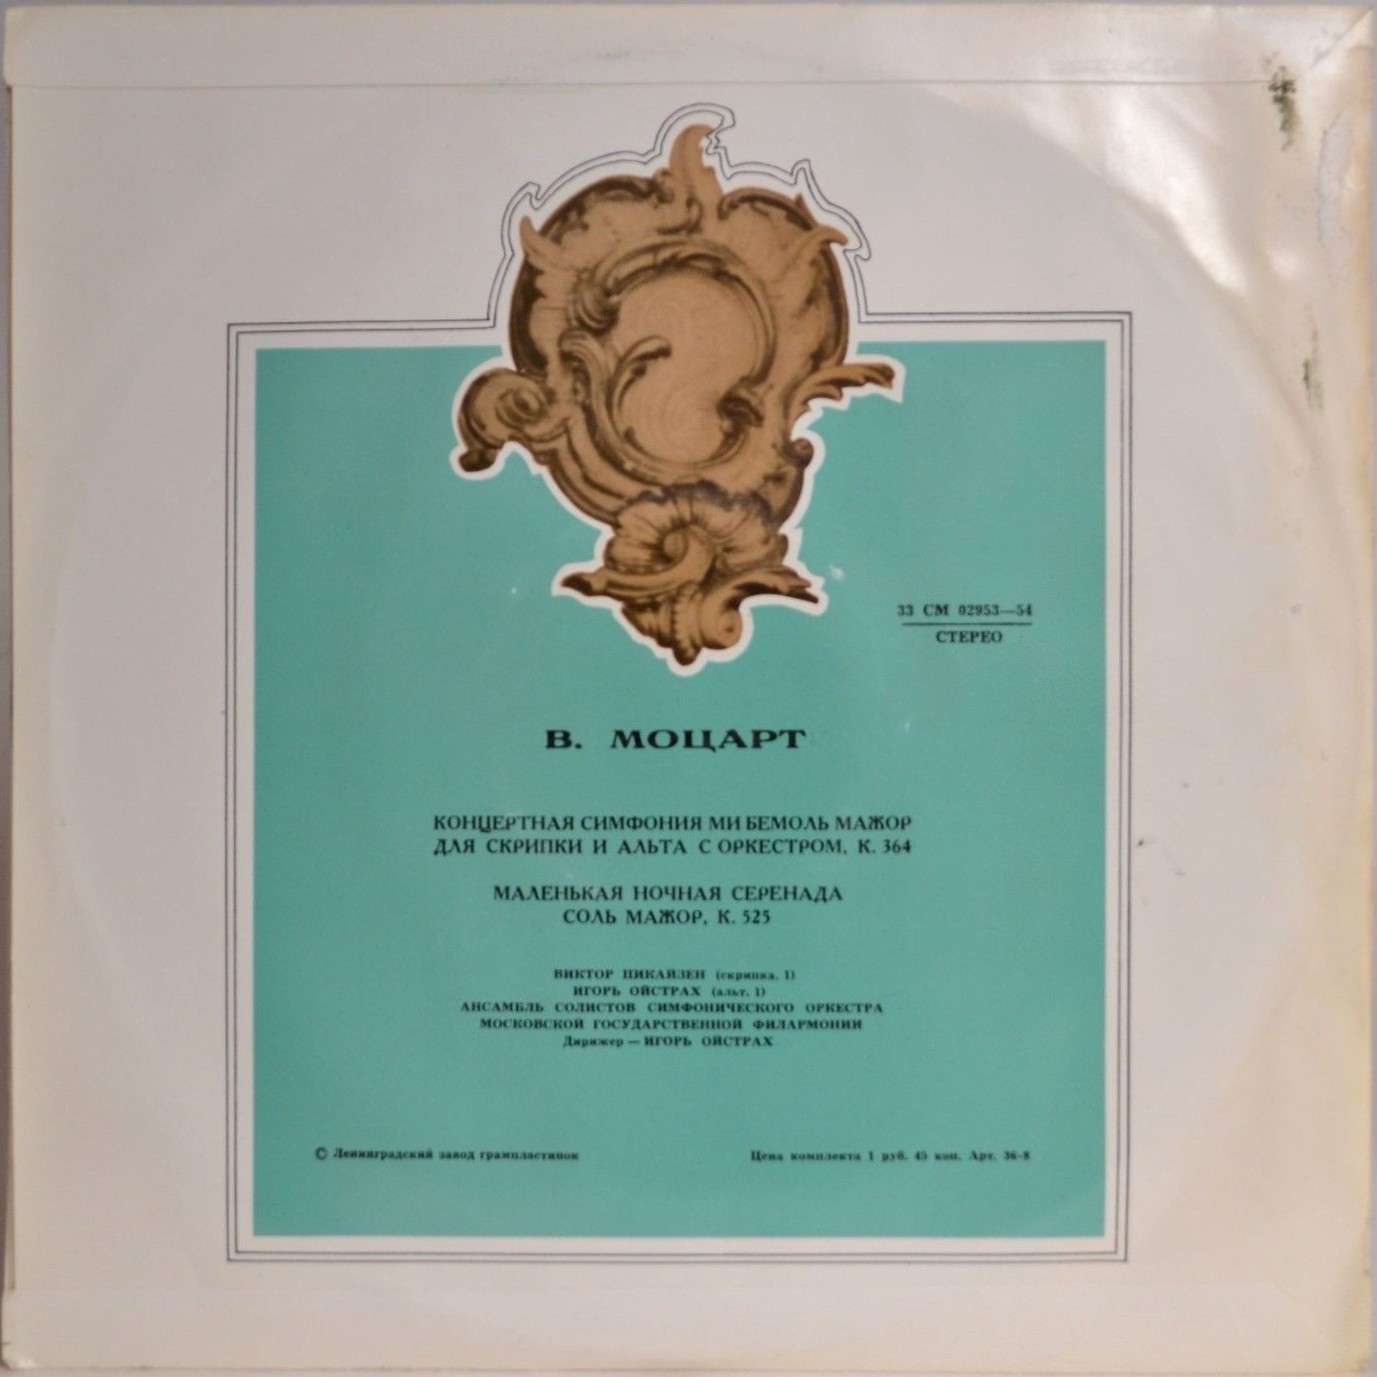 33 СМ 02953—54
СТЕРЕО
В. МОЦАРТ
КОНЦЕРТНАЯ СИМФОНИЯ МИ БЕМОЛЬ МАЖОР
ДЛЯ СКРИПКИ И АЛЬТА С ОРКЕСТРОМ, К. 364
МАЛЕНЬКАЯ НОЧНАЯ СЕРЕНАДА
СОЛЬ МАЖОР, К. 525
ВИКТОР ПИКАЙЗЕН (скрипка, 1)
ИГОРЬ ОЙСТРАХ (альт, 1)
АНСАМБЛЬ СОЛИСТОВ СИМФОНИЧЕСКОГО ОРКЕСТРА
МОСКОВСКОЙ ГОСУДАРСТВЕННОЙ ФИЛАРМОНИИ
Дирижер — ИГОРЬ ОЙСТРАХ
© Ленинградский завод грампластинок
Цена комплекта 1 руб. 45 коп. Арт. 36-8